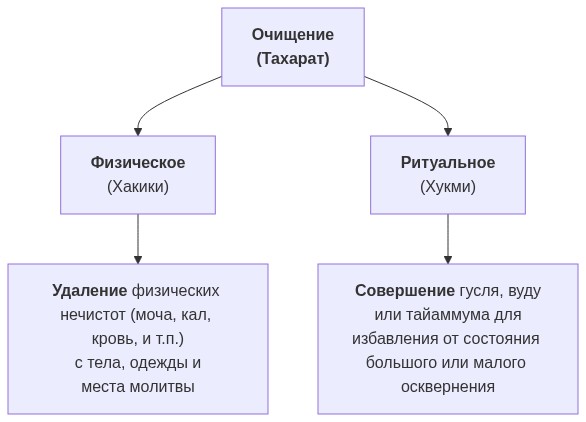 Очищение
(Тахарат)
Физическое
(Хакики)
Ритуальное
(Хукми)
Удаление физических
нечистот (моча, кал,
кровь, и т.п.)
с тела, одежды и
места молитвы
Совершение гусля, вуду
или тайаммума для
избавления от состояния
большого или малого
осквернения